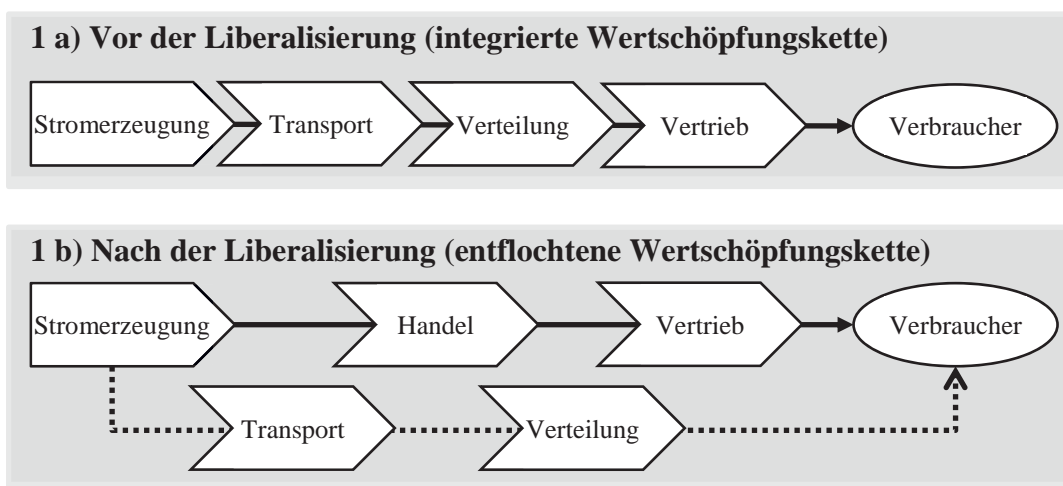 1 a) Vor der Liberalisierung (integrierte Wertschöpfungskette)
Stromerzeugung Transport Verteilung Vertrieb Verbraucher
1 b) Nach der Liberalisierung (entflochtene Wertschöpfungskette)
Stromerzeugung Handel Vertrieb Verbraucher
Transport Verteilung